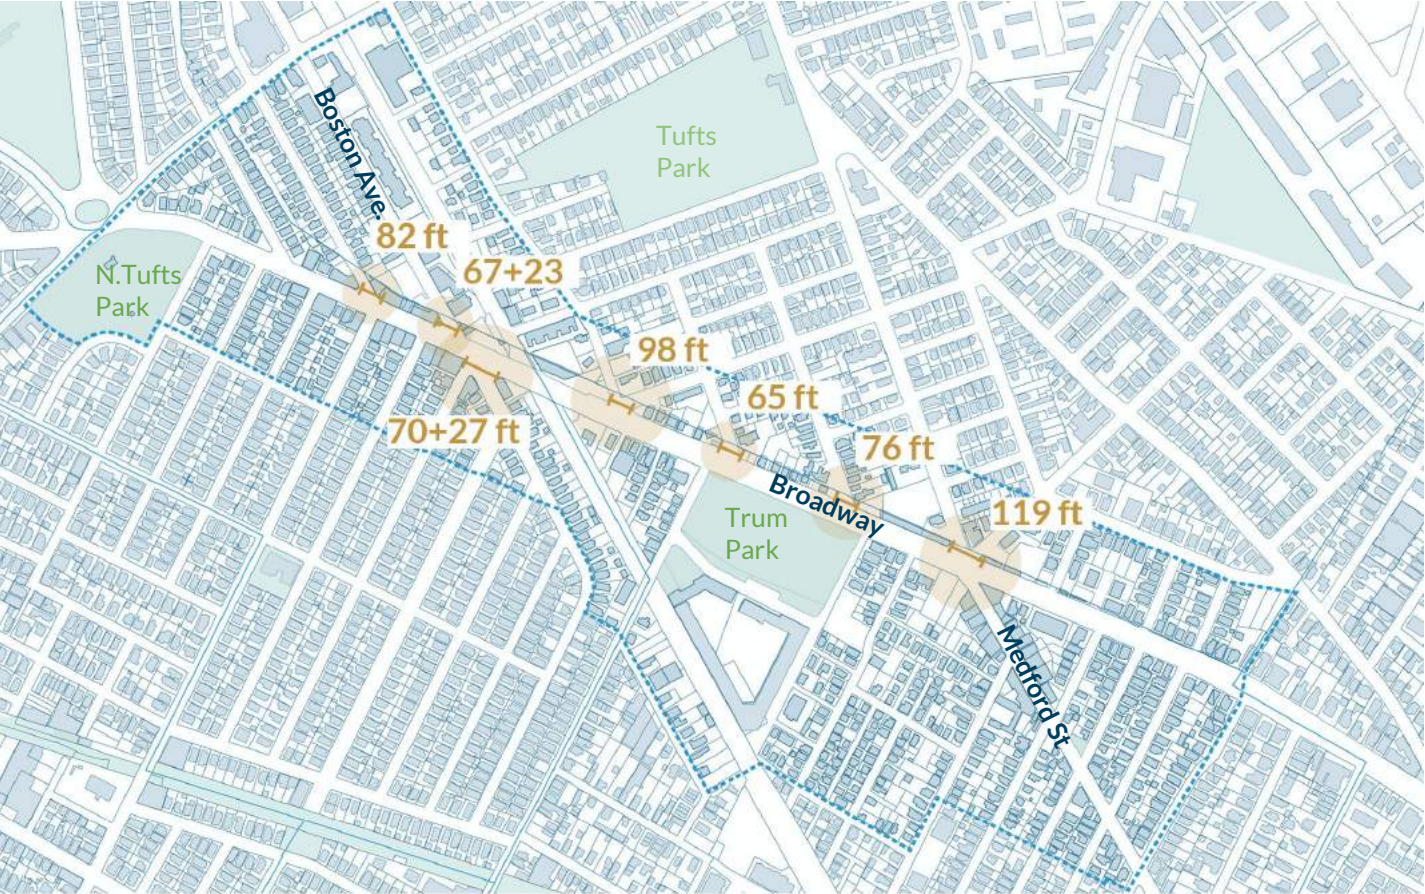 Boston Ave.
Tufts
Park
82 ft
67+23
N.Tufts
Park
98 ft
65 ft
70+27 ft
76 ft
Broadway
119 ft
Trum
Park
Medford St